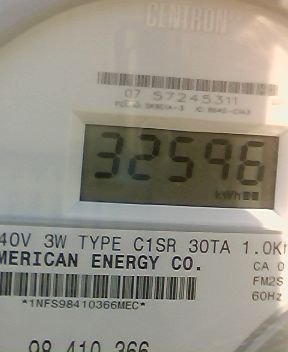 CENTRON
07 57245311
32596
kWh
40V 3W TYPE C1SR 30TA 1.0K
MERICAN ENERGY CO.
CA 0
FM2S
60Hz
*1NFS98410366MEC*
98 410 366